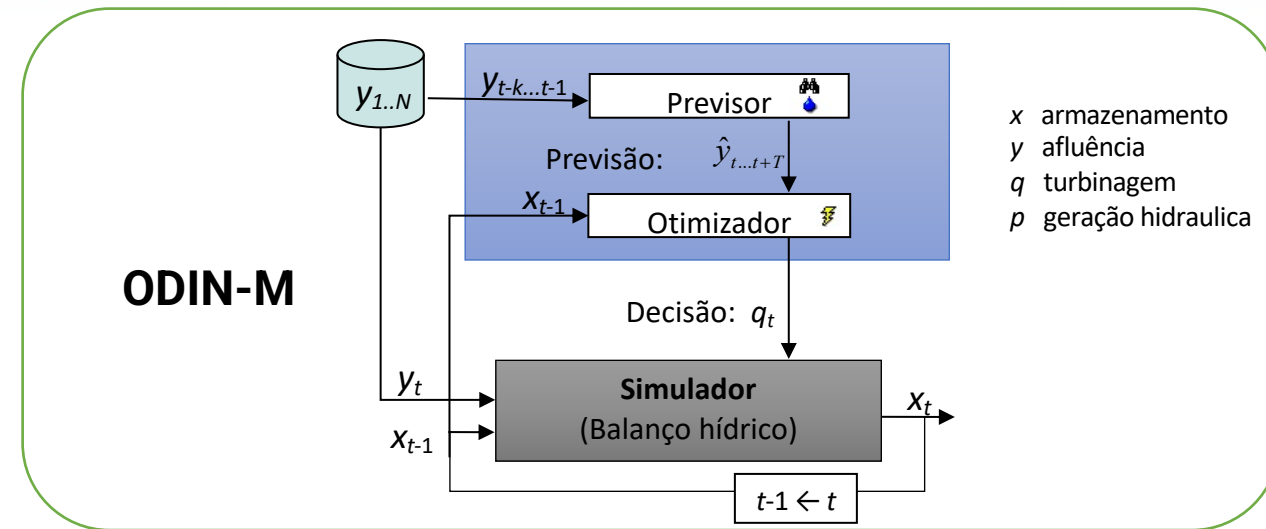 y1..N
yt-k...t-1
Previsor
Previsão: ŷt...t+T
xt-1
Otimizador
ODIN-M
Decisão: qt
yt
Simulador
(Balanço hídrico)
xt
xt-1
t-1 ← t
x armazenamento
y afluência
q turbinagem
p geração hidraulica